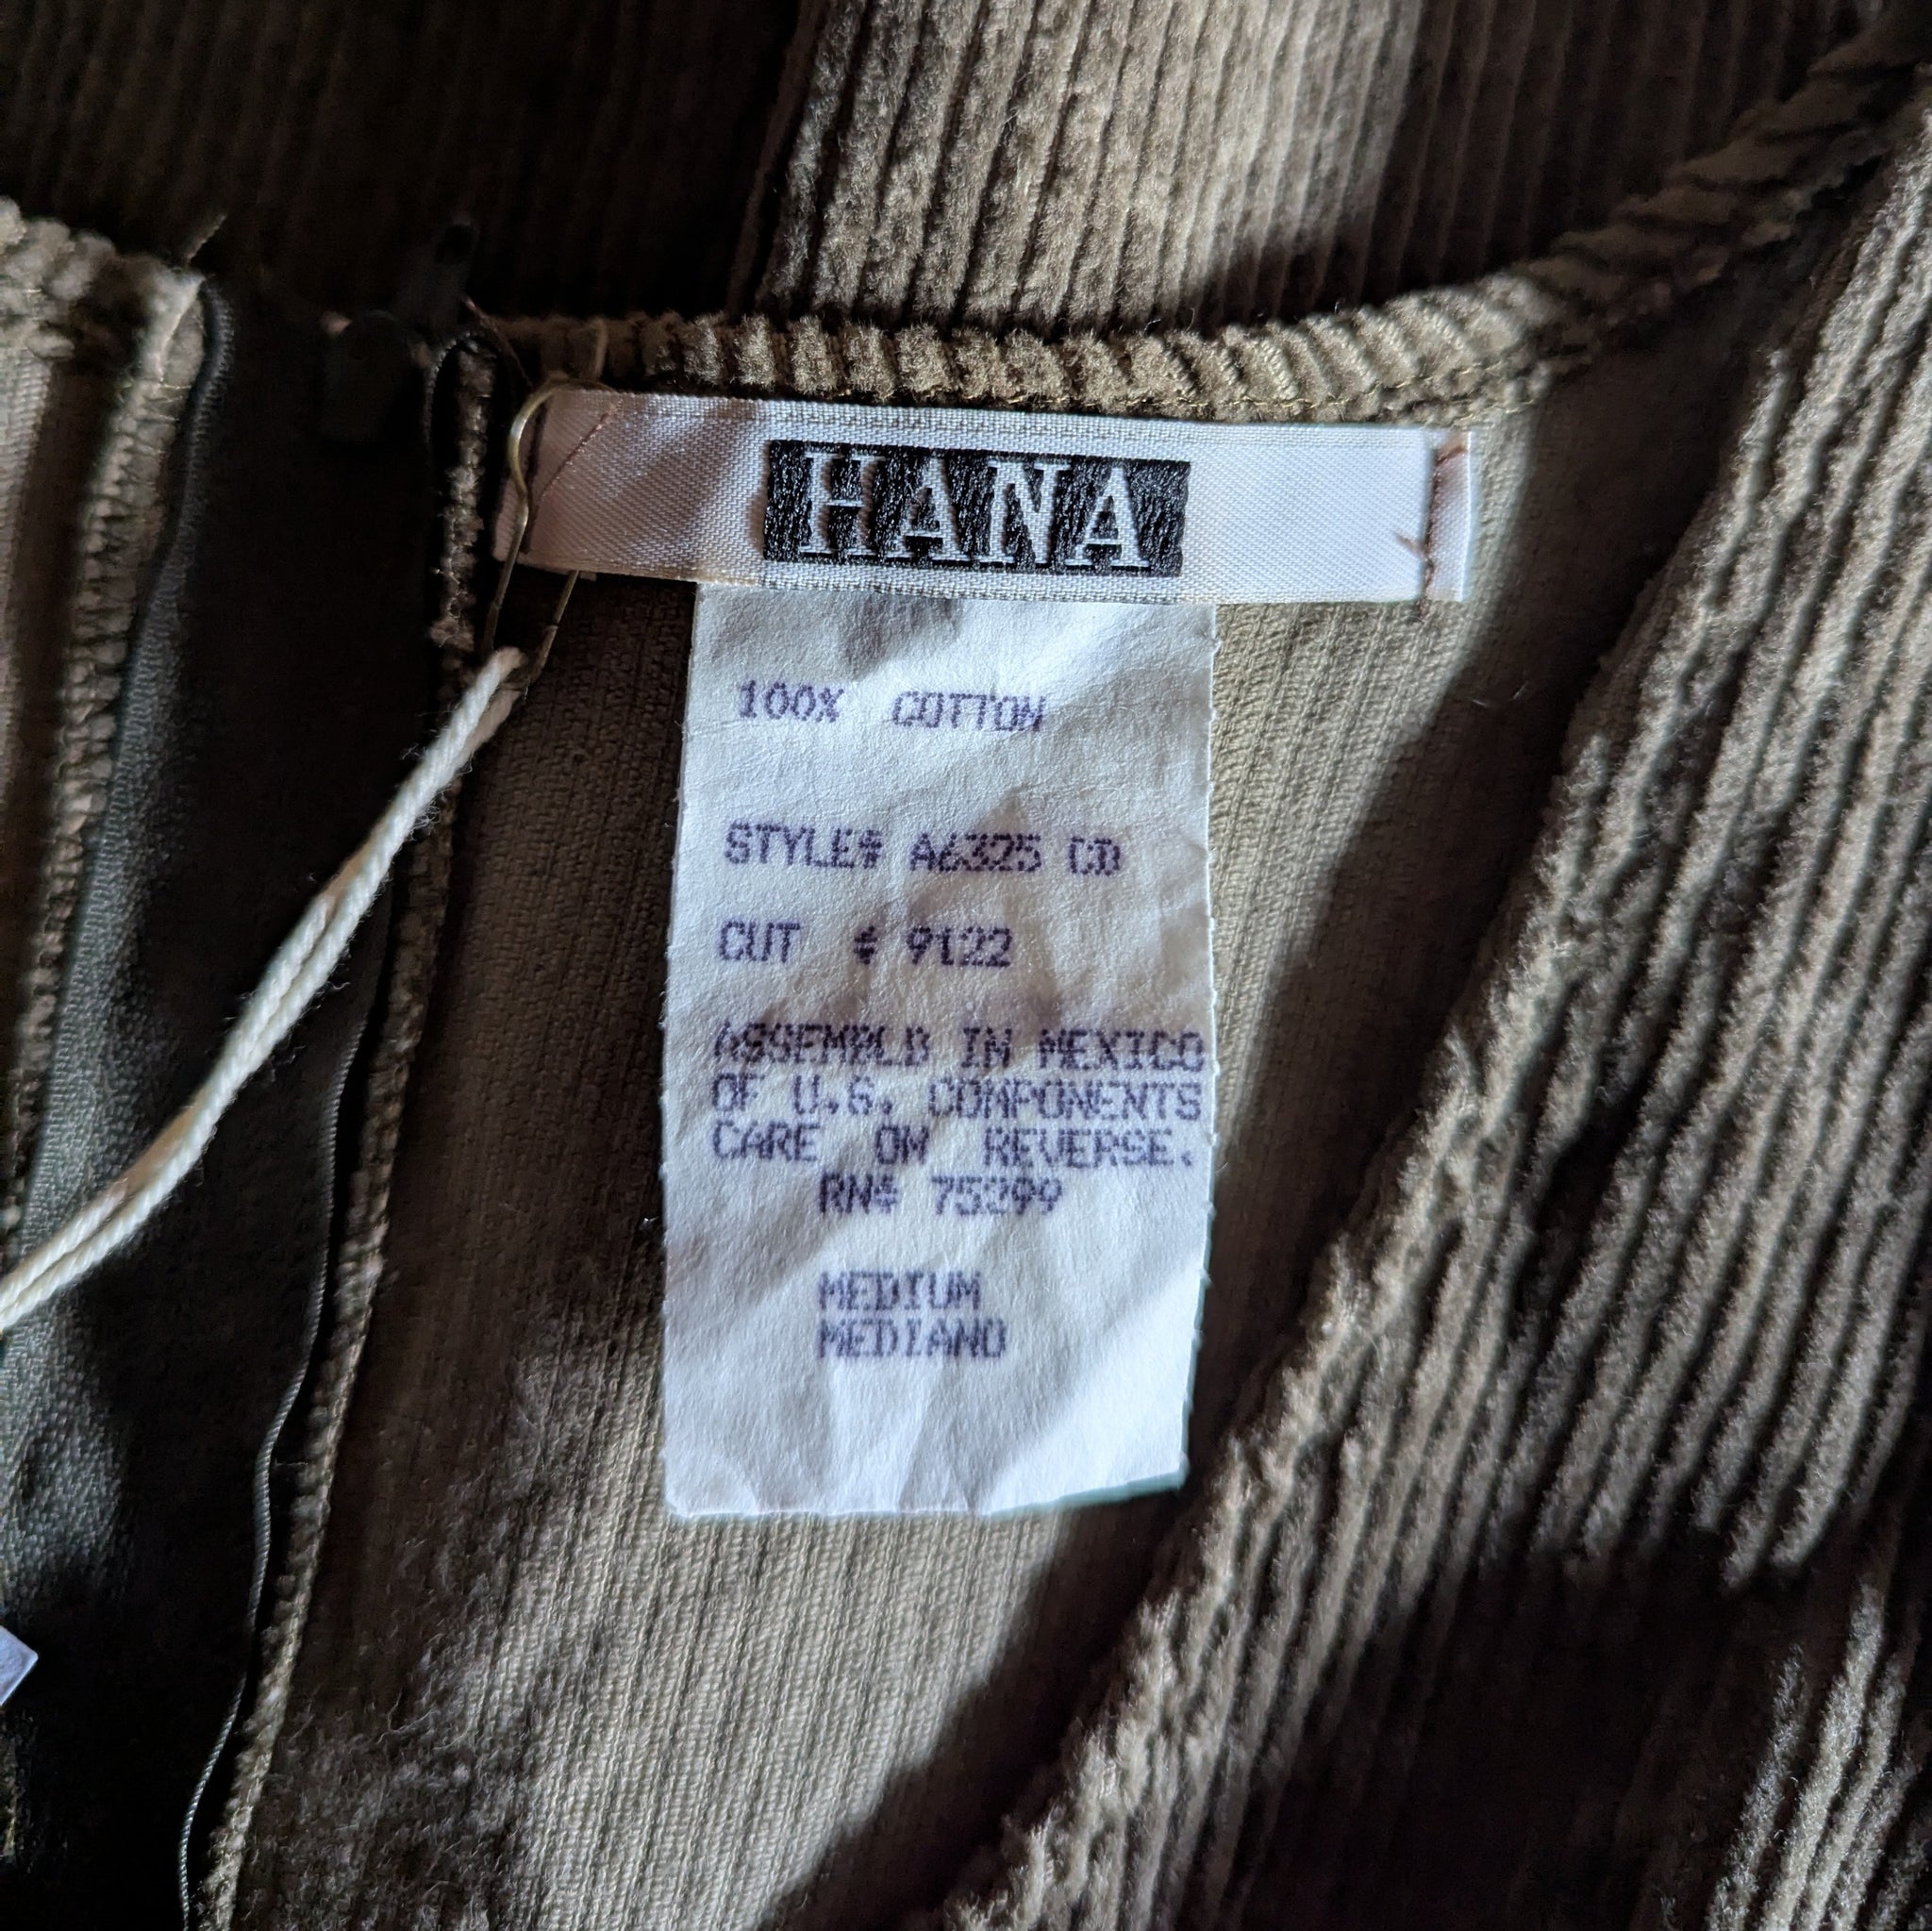 HANA
100% COTTON
STYLE# A6325 CD
CUT # 9122
ASSEMBLD IN MEXICO
OF U.S. COMPONENTS
CARE ON REVERSE.
RN# 75299
MEDIUM
MEDIANO